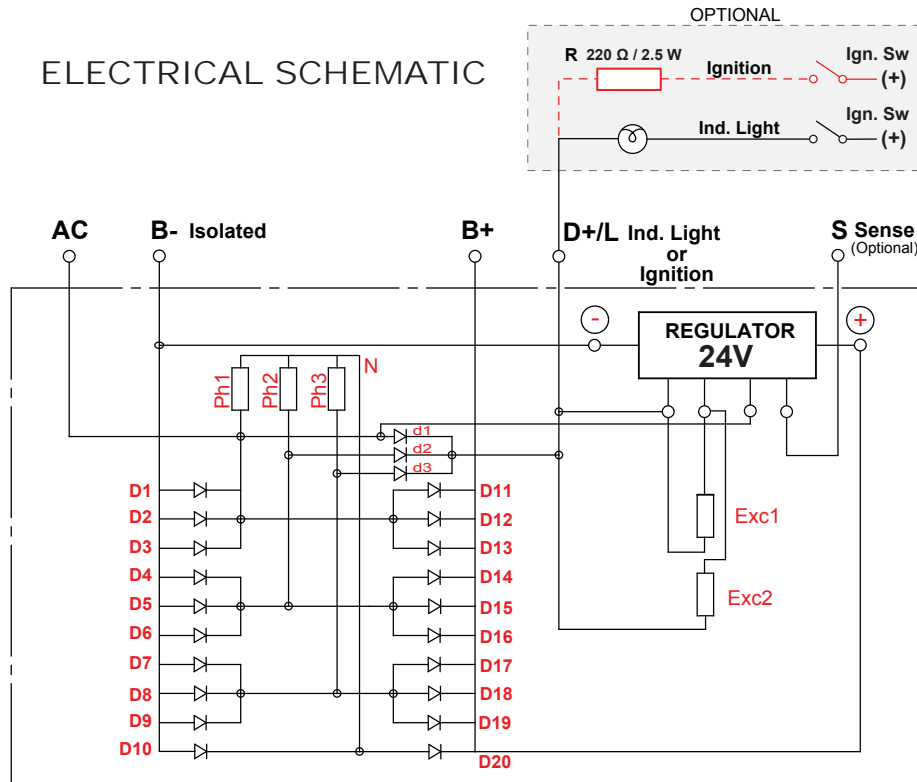 OPTIONAL
ELECTRICAL SCHEMATIC
R 220 Ω / 2.5 W
Ignition
Ign. Sw
(+)
Ind. Light
Ign. Sw
(+)
AC
B- Isolated
B+
D+/L Ind. Light
or
Ignition
S Sense
(Optional)
-
REGULATOR
24V
+
Ph1
Ph2
Ph3
N
d1
d2
d3
D1
D2
D3
D4
D5
D6
D7
D8
D9
D10
D11
D12
D13
D14
D15
D16
D17
D18
D19
D20
Exc1
Exc2